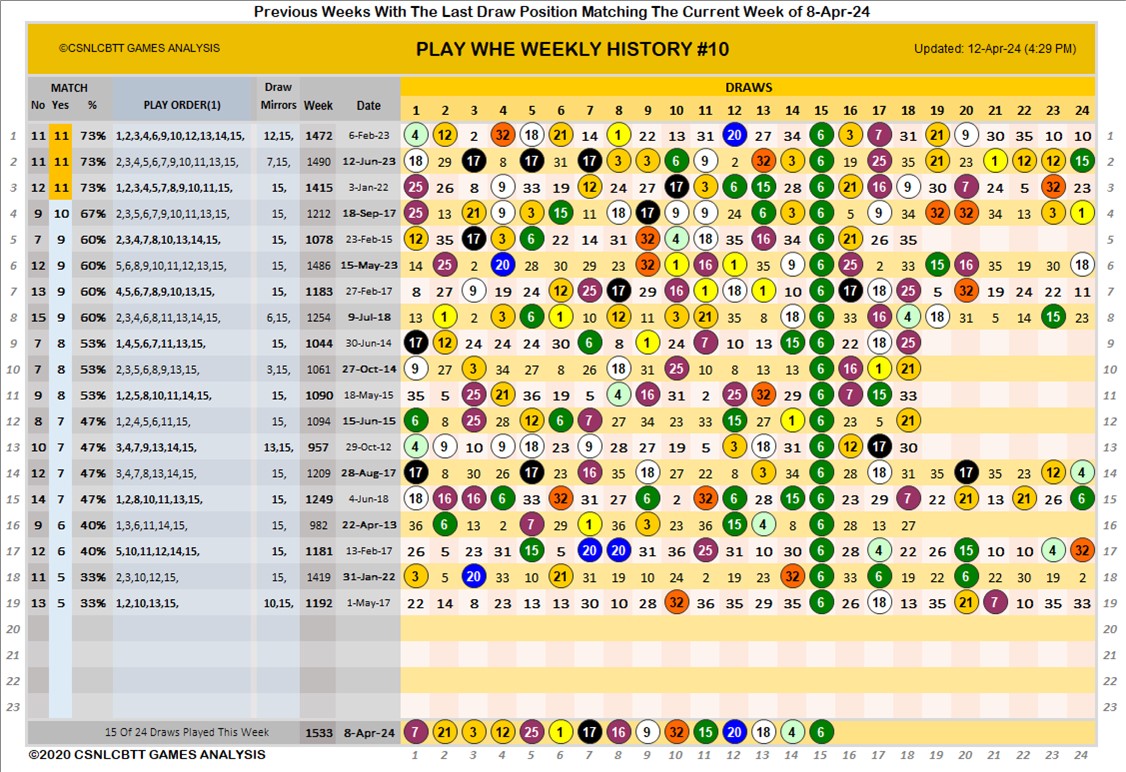 Previous Weeks With The Last Draw Position Matching The Current Week of 8-Apr-24
©CSNLCBTT GAMES ANALYSIS PLAY WHE WEEKLY HISTORY #10 Updated: 12-Apr-24 (4:29 PM)
MATCH Draw DRAWS
No Yes % PLAY ORDER(1) Mirrors Week Date 1 2 3 4 5 6 7 8 9 10 11 12 13 14 15 16 17 18 19 20 21 22 23 24
1 11 11 73% 1,2,3,4,6,9,10,12,13,14,15, 12,15, 1472 6-Feb-23 4 12 2 32 18 21 14 1 22 13 31 20 27 34 6 3 7 31 21 9 30 35 10 10 1
2 11 11 73% 2,3,4,5,6,7,9,10,11,13,15, 7,15, 1490 12-Jun-23 18 29 17 8 17 31 17 3 3 6 9 2 32 3 6 19 25 35 21 23 1 12 12 15 2
3 12 11 73% 1,2,3,4,5,7,8,9,10,11,15, 15, 1415 3-Jan-22 25 26 8 9 33 19 12 24 27 17 3 6 15 28 6 21 16 9 30 7 24 5 32 23 3
4 9 10 67% 2,3,5,6,7,9,10,11,13,15, 15, 1212 18-Sep-17 25 13 21 9 3 15 11 18 17 9 9 24 6 3 6 5 9 34 32 32 34 13 3 1 4
5 7 9 60% 2,3,4,7,8,10,13,14,15, 15, 1078 23-Feb-15 12 35 17 3 6 22 14 31 32 4 18 35 16 34 6 21 26 35 5
6 12 9 60% 5,6,8,9,10,11,12,13,15, 15, 1486 15-May-23 14 25 2 20 28 30 29 23 32 1 16 1 35 9 6 25 2 33 15 16 35 19 30 18 6
7 13 9 60% 4,5,6,7,8,9,10,13,15, 15, 1183 27-Feb-17 8 27 9 19 24 12 25 17 29 16 1 18 1 10 6 17 18 25 5 32 19 24 22 11 7
8 15 9 60% 2,3,4,6,8,11,13,14,15, 6,15, 1254 9-Jul-18 13 1 2 3 6 1 10 12 11 3 21 35 8 18 6 33 16 4 18 31 5 14 15 23 8
9 7 8 53% 1,4,5,6,7,11,13,15, 15, 1044 30-Jun-14 17 12 24 24 24 30 6 8 1 24 7 10 13 15 6 22 18 25 9
10 7 8 53% 2,3,5,6,8,9,13,15, 3,15, 1061 27-Oct-14 9 27 3 34 27 8 26 18 31 25 10 8 13 13 6 16 1 21 10
11 9 8 53% 1,2,5,8,10,11,14,15, 15, 1090 18-May-15 35 5 25 21 36 19 5 4 16 31 2 25 32 29 6 7 15 33 11
12 8 7 47% 1,2,4,5,6,11,15, 15, 1094 15-Jun-15 6 8 25 28 12 6 7 27 34 23 33 15 27 1 6 22 5 21 12
13 10 7 47% 3,4,7,9,13,14,15, 13,15, 957 29-Oct-12 4 9 10 9 18 23 9 28 27 19 5 3 18 31 6 12 17 30 13
14 12 7 47% 3,4,7,8,13,14,15, 15, 1209 28-Aug-17 17 8 30 26 17 23 16 18 27 22 8 13 3 34 6 28 18 31 35 17 35 23 12 4 14
15 14 7 47% 1,2,8,10,11,13,15, 15, 1249 4-Jun-18 18 16 16 6 33 32 31 27 6 2 32 6 28 15 6 23 29 7 22 21 13 21 26 6 15
16 9 6 40% 1,3,6,11,14,15, 15, 982 22-Apr-13 36 6 13 2 7 29 1 36 3 23 36 15 4 8 6 28 13 27 16
17 12 6 40% 5,10,11,12,14,15, 15, 1181 13-Feb-17 26 5 23 31 15 5 20 20 31 36 25 31 10 30 6 28 4 22 26 15 10 10 4 32 17
18 11 5 33% 2,3,10,12,15, 15, 1419 31-Jan-22 3 5 20 33 10 21 31 19 10 24 2 19 23 32 6 33 6 19 22 6 22 30 19 2 18
19 13 5 33% 1,2,10,13,15, 10,15, 1192 1-May-17 22 14 8 23 13 13 30 10 28 32 36 35 29 35 6 26 18 13 35 21 7 10 35 33 19
20 20
21 21
22 22
23 23
15 Of 24 Draws Played This Week 1533 8-Apr-24 7 21 3 12 25 1 17 16 9 32 15 20 18 4 6
©2020 CSNLCBTT GAMES ANALYSIS 1 2 3 4 5 6 7 8 9 10 11 12 13 14 15 16 17 18 19 20 21 22 23 24